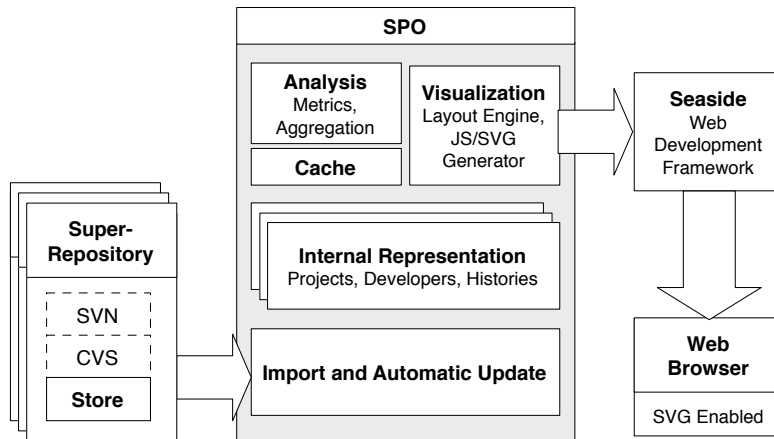 SPO
Analysis
Metrics,
Aggregation
Cache
Visualization
Layout Engine,
JS/SVG
Generator
Seaside
Web
Development
Framework
Super-
Repository
SVN
CVS
Store
Internal Representation
Projects, Developers, Histories
Import and Automatic Update
Web
Browser
SVG Enabled